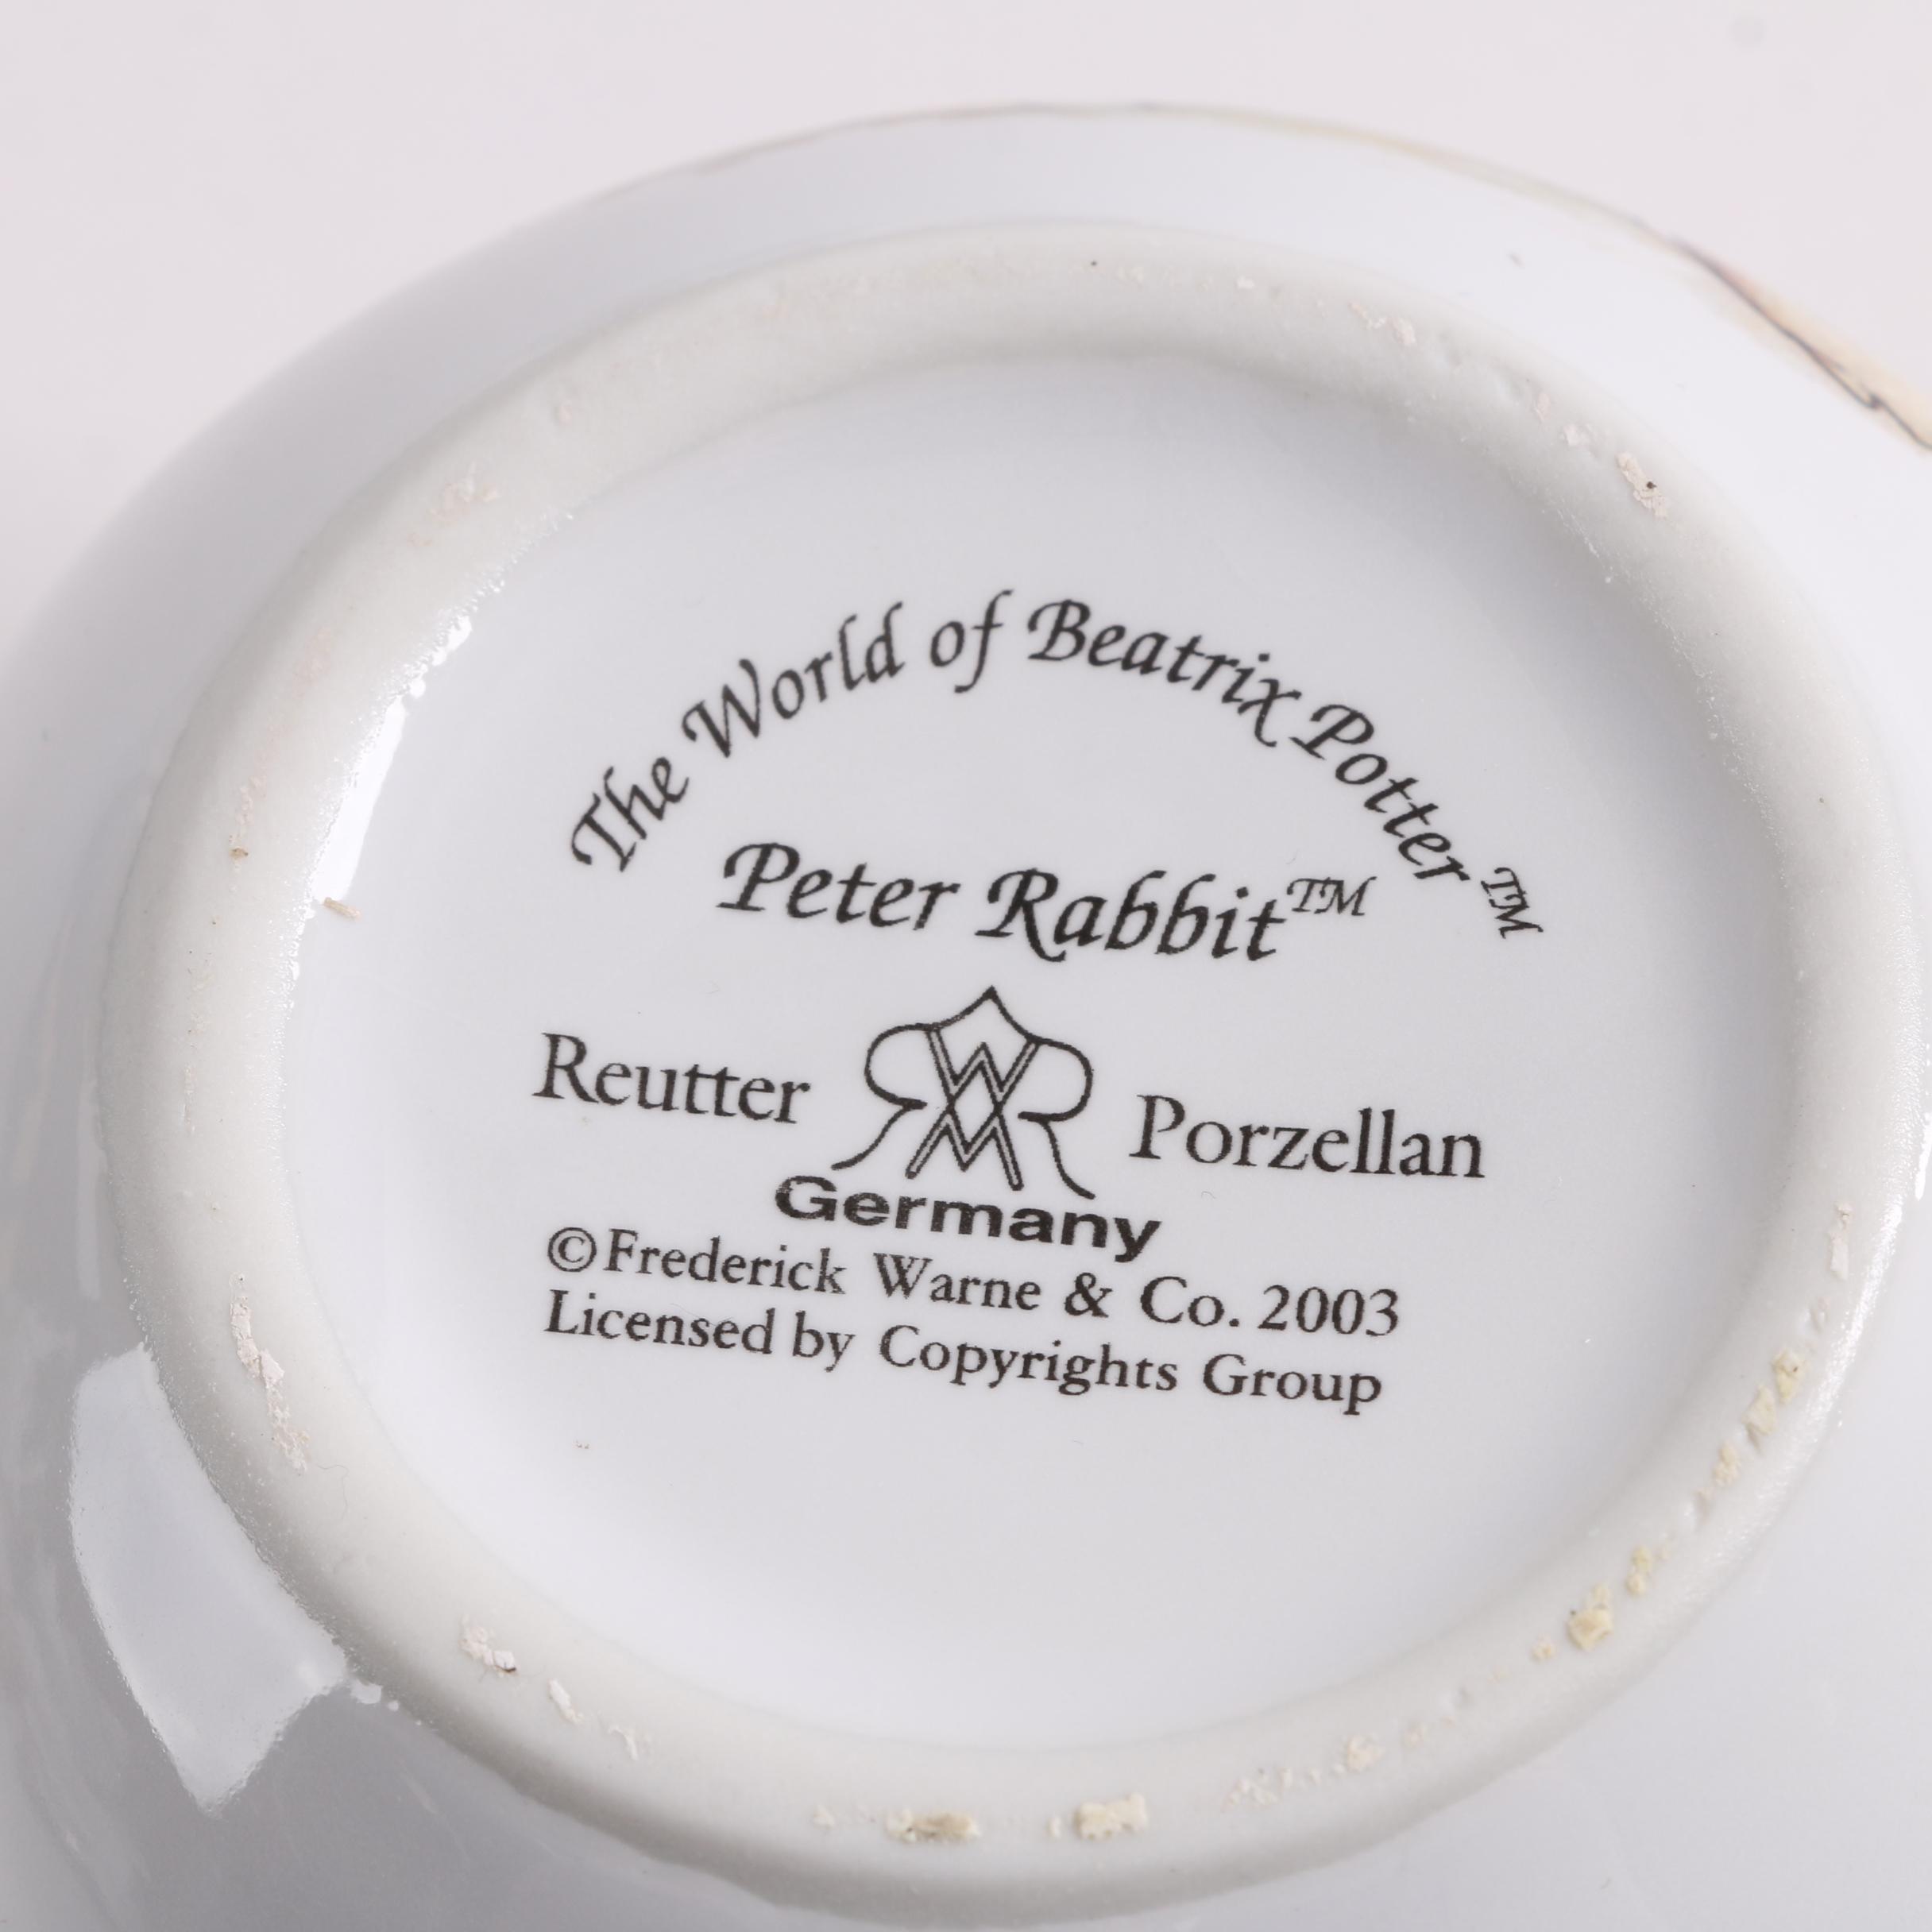 The World of Beatrix Potter™
Peter Rabbit™
Reutter Porzellan
Germany
©Frederick Warne & Co. 2003
Licensed by Copyrights Group